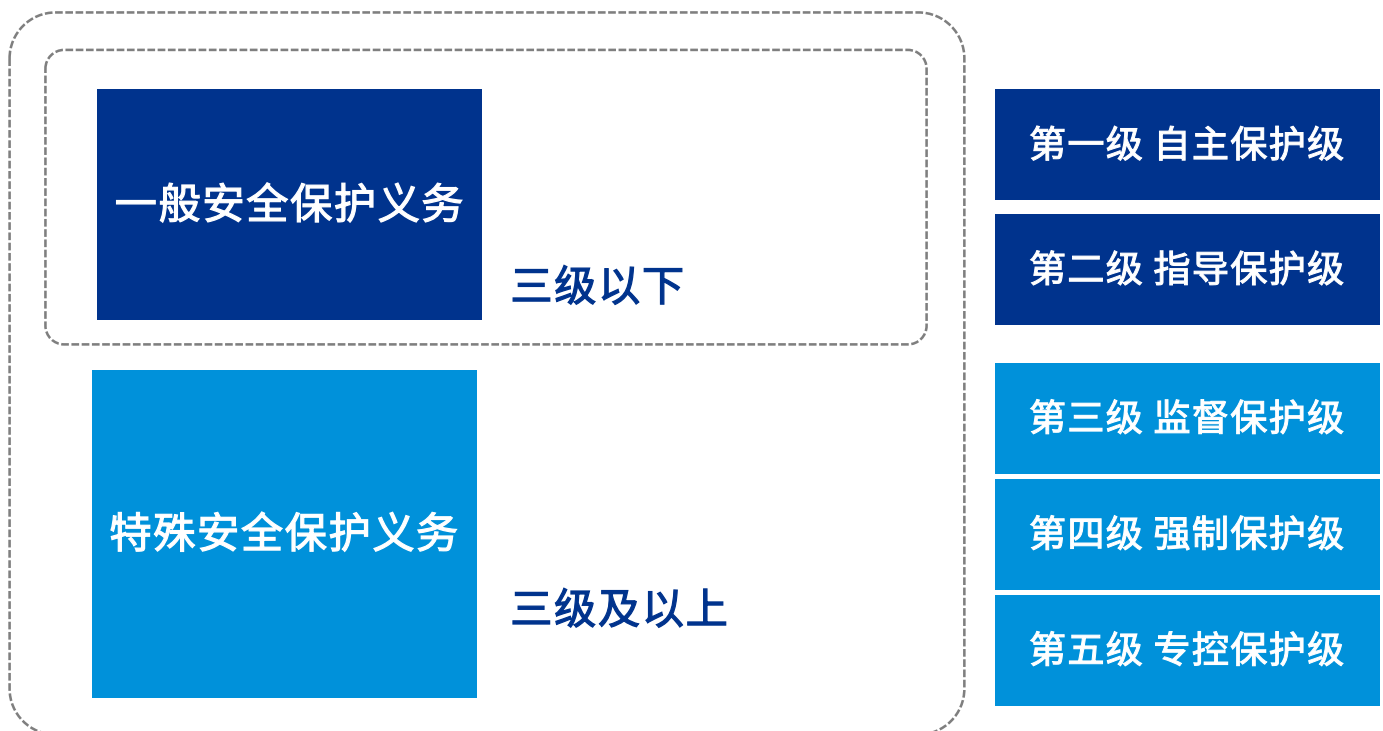 一般安全保护义务
三级以下
特殊安全保护义务
三级及以上
第一级 自主保护级
第二级 指导保护级
第三级 监督保护级
第四级 强制保护级
第五级 专控保护级